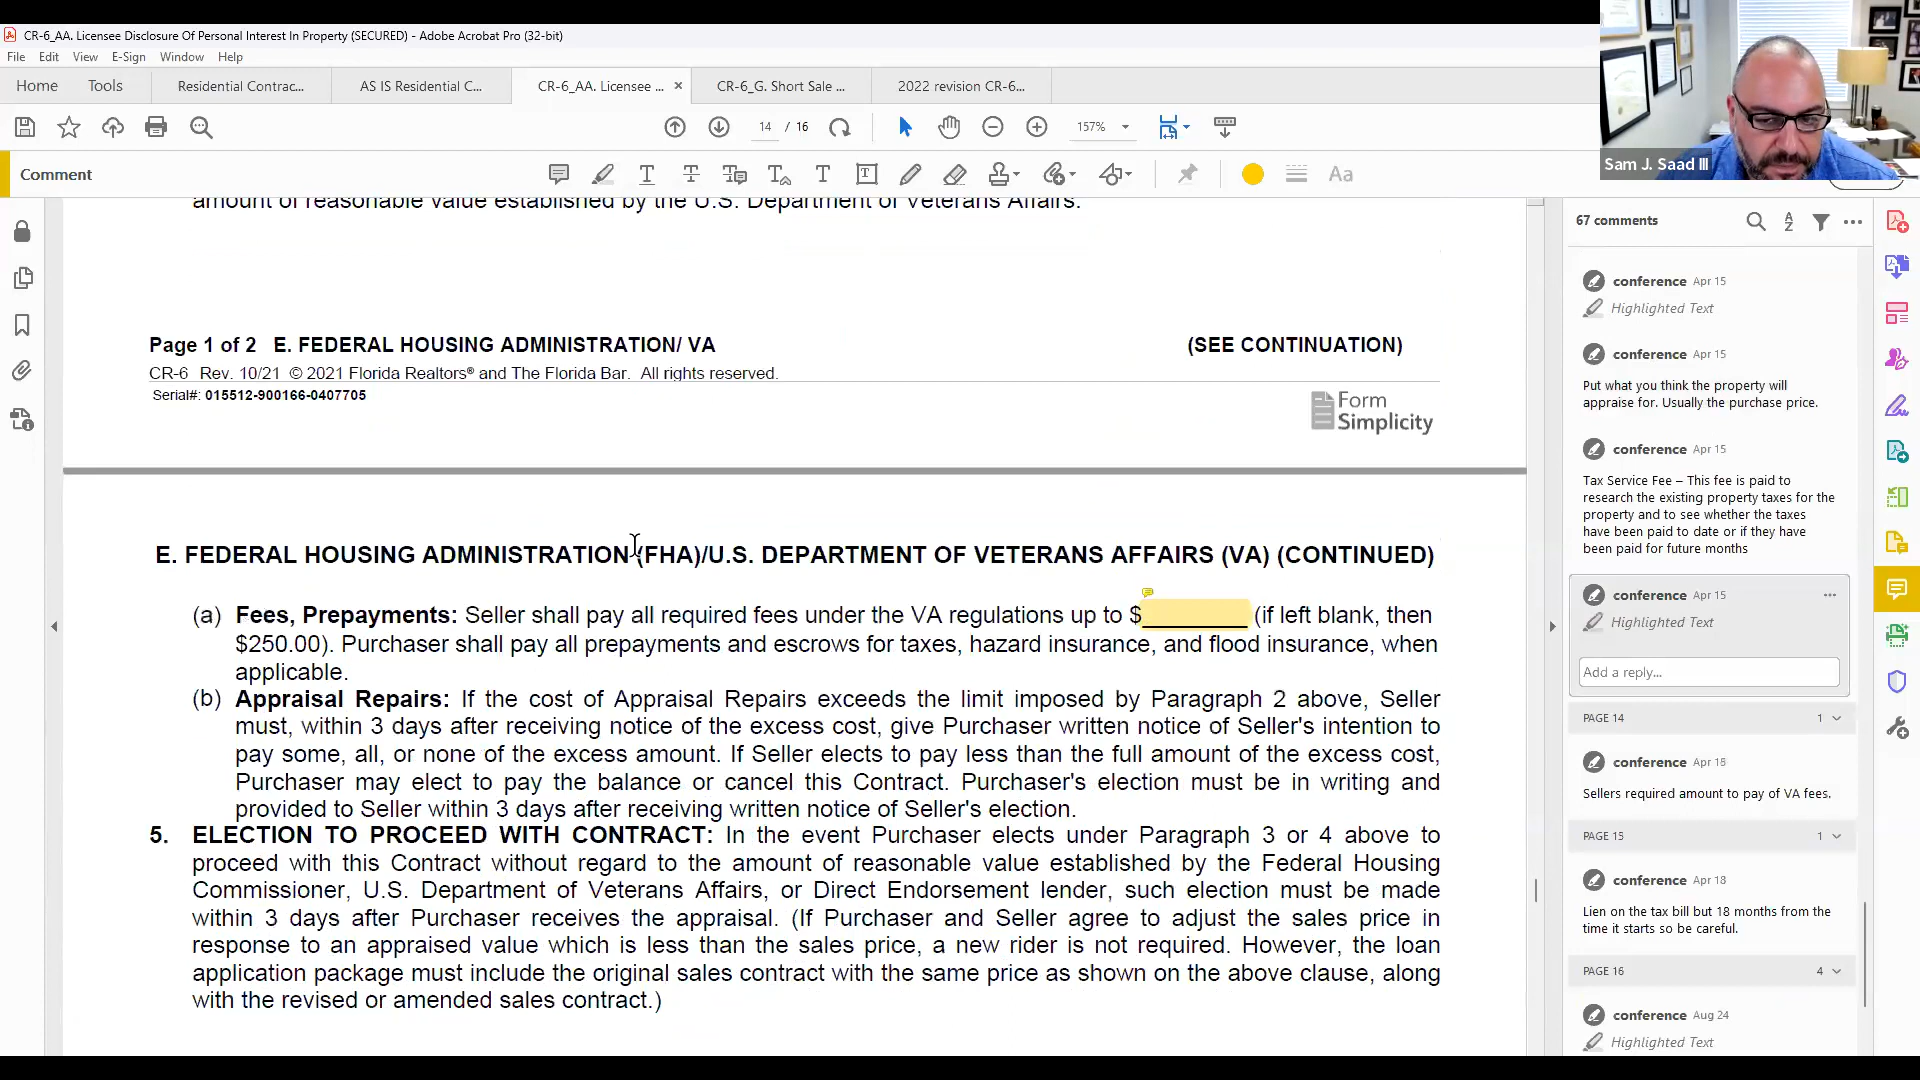 CR-6_AA. Licensee Disclosure Of Personal Interest In Property (SECURED) - Adobe Acrobat Pro (32-bit)
File Edit View E-Sign Window Help
Home Tools Residential Contrac... AS IS Residential C... CR-6_AA. Licensee ... × CR-6_G. Short Sale ... 2022 revision CR-6...
14 / 16 157%
Sam J. Saad III
Comment
amount of reasonable value established by the U.S. Department of Veterans Affairs.
Page 1 of 2 E. FEDERAL HOUSING ADMINISTRATION/ VA (SEE CONTINUATION)
CR-6 Rev. 10/21 © 2021 Florida Realtors® and The Florida Bar. All rights reserved.
Serial#: 015512-900166-0407705
Form
Simplicity
E. FEDERAL HOUSING ADMINISTRATION (FHA)/U.S. DEPARTMENT OF VETERANS AFFAIRS (VA) (CONTINUED)
(a) Fees, Prepayments: Seller shall pay all required fees under the VA regulations up to $_________ (if left blank, then
$250.00). Purchaser shall pay all prepayments and escrows for taxes, hazard insurance, and flood insurance, when
applicable.
(b) Appraisal Repairs: If the cost of Appraisal Repairs exceeds the limit imposed by Paragraph 2 above, Seller
must, within 3 days after receiving notice of the excess cost, give Purchaser written notice of Seller's intention to
pay some, all, or none of the excess amount. If Seller elects to pay less than the full amount of the excess cost,
Purchaser may elect to pay the balance or cancel this Contract. Purchaser's election must be in writing and
provided to Seller within 3 days after receiving written notice of Seller's election.
5. ELECTION TO PROCEED WITH CONTRACT: In the event Purchaser elects under Paragraph 3 or 4 above to
proceed with this Contract without regard to the amount of reasonable value established by the Federal Housing
Commissioner, U.S. Department of Veterans Affairs, or Direct Endorsement lender, such election must be made
within 3 days after Purchaser receives the appraisal. (If Purchaser and Seller agree to adjust the sales price in
response to an appraised value which is less than the sales price, a new rider is not required. However, the loan
application package must include the original sales contract with the same price as shown on the above clause, along
with the revised or amended sales contract.)
67 comments
conference Apr 15
Highlighted Text
conference Apr 15
Put what you think the property will
appraise for. Usually the purchase price.
conference Apr 15
Tax Service Fee – This fee is paid to
research the existing property taxes for the
property and to see whether the taxes
have been paid to date or if they have
been paid for future months
conference Apr 15
Highlighted Text
Add a reply...
PAGE 14 1
conference Apr 18
Sellers required amount to pay of VA fees.
PAGE 15 1
conference Apr 18
Lien on the tax bill but 18 months from the
time it starts so be careful.
PAGE 16 4
conference Aug 24
Highlighted Text